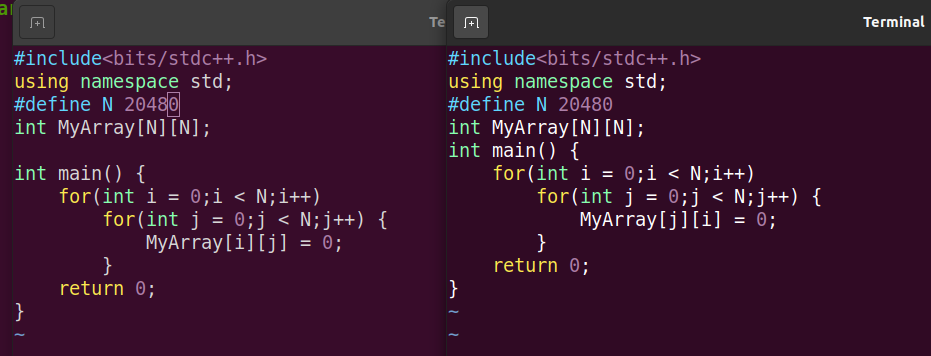 Te
#include<bits/stdc++.h>
using namespace std;
#define N 20480
int MyArray[N][N];
int main() {
for(int i = 0;i < N;i++)
for(int j = 0;j < N;j++) {
MyArray[i][j] = 0;
}
return 0;
}
~
Terminal
#include<bits/stdc++.h>
using namespace std;
#define N 20480
int MyArray[N][N];
int main() {
for(int i = 0;i < N;i++)
for(int j = 0;j < N;j++) {
MyArray[j][i] = 0;
}
return 0;
}
~
~